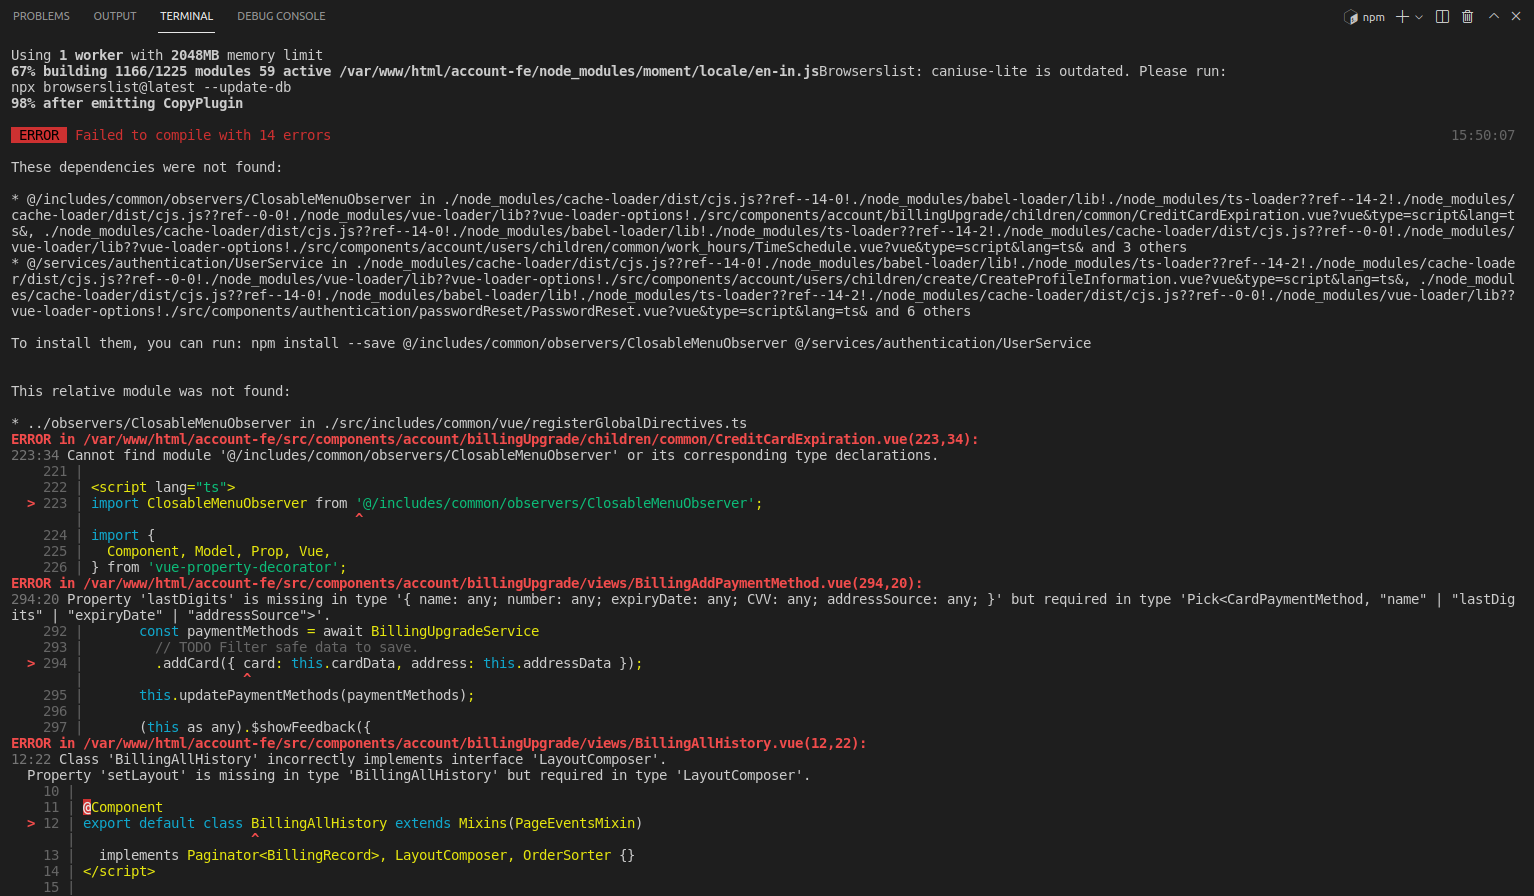 PROBLEMS OUTPUT TERMINAL DEBUG CONSOLE npm
Using 1 worker with 2048MB memory limit
67% building 1166/1225 modules 59 active /var/www/html/account-fe/node_modules/moment/locale/en-in.jsBrowserslist: caniuse-lite is outdated. Please run:
npx browserslist@latest --update-db
98% after emitting CopyPlugin
ERROR Failed to compile with 14 errors 15:50:07
These dependencies were not found:
* @/includes/common/observers/ClosableMenuObserver in ./node_modules/cache-loader/dist/cjs.js??ref--14-0!./node_modules/babel-loader/lib!./node_modules/ts-loader??ref--14-2!./node_modules/
cache-loader/dist/cjs.js??ref--0-0!./node_modules/vue-loader/lib??vue-loader-options!./src/components/account/billingUpgrade/children/common/CreditCardExpiration.vue?vue&type=script&lang=t
s&, ./node_modules/cache-loader/dist/cjs.js??ref--14-0!./node_modules/babel-loader/lib!./node_modules/ts-loader??ref--14-2!./node_modules/cache-loader/dist/cjs.js??ref--0-0!./node_modules/
vue-loader/lib??vue-loader-options!./src/components/account/users/children/common/work_hours/TimeSchedule.vue?vue&type=script&lang=ts& and 3 others
* @/services/authentication/UserService in ./node_modules/cache-loader/dist/cjs.js??ref--14-0!./node_modules/babel-loader/lib!./node_modules/ts-loader??ref--14-2!./node_modules/cache-loade
r/dist/cjs.js??ref--0-0!./node_modules/vue-loader/lib??vue-loader-options!./src/components/account/users/children/create/CreateProfileInformation.vue?vue&type=script&lang=ts&, ./node_modul
es/cache-loader/dist/cjs.js??ref--14-0!./node_modules/babel-loader/lib!./node_modules/ts-loader??ref--14-2!./node_modules/cache-loader/dist/cjs.js??ref--0-0!./node_modules/vue-loader/lib??
vue-loader-options!./src/components/authentication/passwordReset/PasswordReset.vue?vue&type=script&lang=ts& and 6 others
To install them, you can run: npm install --save @/includes/common/observers/ClosableMenuObserver @/services/authentication/UserService
This relative module was not found:
* ../observers/ClosableMenuObserver in ./src/includes/common/vue/registerGlobalDirectives.ts
ERROR in /var/www/html/account-fe/src/components/account/billingUpgrade/children/common/CreditCardExpiration.vue(223,34):
223:34 Cannot find module '@/includes/common/observers/ClosableMenuObserver' or its corresponding type declarations.
221 |
222 | <script lang="ts">
> 223 | import ClosableMenuObserver from '@/includes/common/observers/ClosableMenuObserver';
| ^
224 | import {
225 | Component, Model, Prop, Vue,
226 | } from 'vue-property-decorator';
ERROR in /var/www/html/account-fe/src/components/account/billingUpgrade/views/BillingAddPaymentMethod.vue(294,20):
294:20 Property 'lastDigits' is missing in type '{ name: any; number: any; expiryDate: any; CVV: any; addressSource: any; }' but required in type 'Pick<CardPaymentMethod, "name" | "lastDig
its" | "expiryDate" | "addressSource">'.
292 | const paymentMethods = await BillingUpgradeService
293 | // TODO Filter safe data to save.
> 294 | .addCard({ card: this.cardData, address: this.addressData });
| ^
295 | this.updatePaymentMethods(paymentMethods);
296 |
297 | (this as any).$showFeedback({
ERROR in /var/www/html/account-fe/src/components/account/billingUpgrade/views/BillingAllHistory.vue(12,22):
12:22 Class 'BillingAllHistory' incorrectly implements interface 'LayoutComposer'.
Property 'setLayout' is missing in type 'BillingAllHistory' but required in type 'LayoutComposer'.
10 |
11 | @Component
> 12 | export default class BillingAllHistory extends Mixins(PageEventsMixin)
| ^
13 | implements Paginator<BillingRecord>, LayoutComposer, OrderSorter {}
14 | </script>
15 |